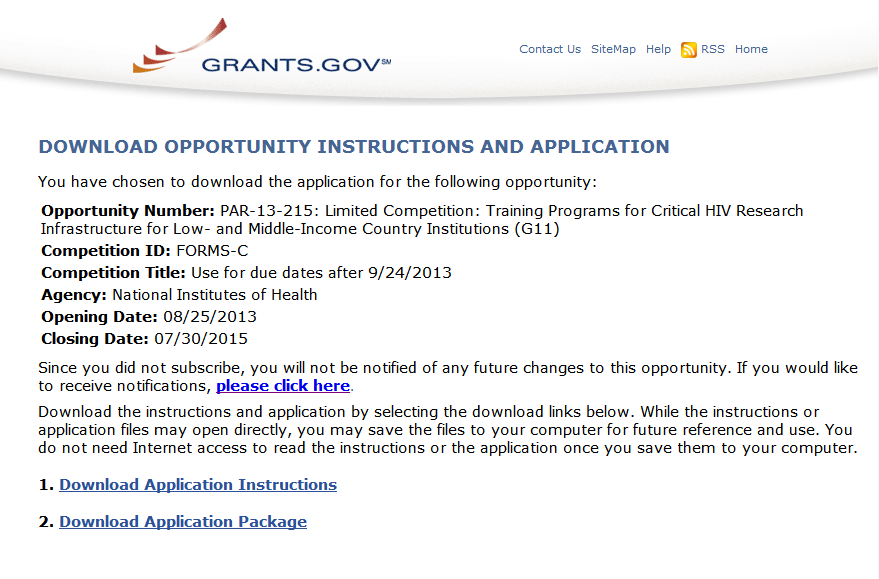 GRANTS.GOV℠
Contact Us SiteMap Help RSS Home
DOWNLOAD OPPORTUNITY INSTRUCTIONS AND APPLICATION
You have chosen to download the application for the following opportunity:
Opportunity Number: PAR-13-215: Limited Competition: Training Programs for Critical HIV Research
Infrastructure for Low- and Middle-Income Country Institutions (G11)
Competition ID: FORMS-C
Competition Title: Use for due dates after 9/24/2013
Agency: National Institutes of Health
Opening Date: 08/25/2013
Closing Date: 07/30/2015
Since you did not subscribe, you will not be notified of any future changes to this opportunity. If you would like
to receive notifications, please click here.
Download the instructions and application by selecting the download links below. While the instructions or
application files may open directly, you may save the files to your computer for future reference and use. You
do not need Internet access to read the instructions or the application once you save them to your computer.
1. Download Application Instructions
2. Download Application Package